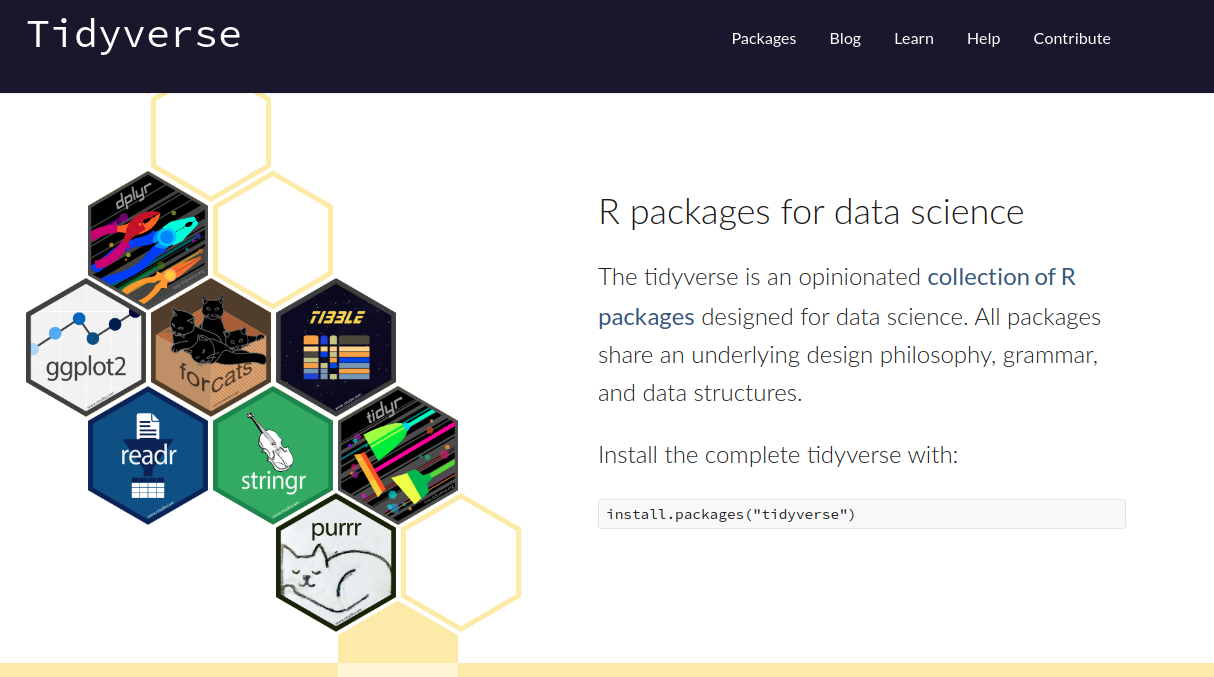 Tidyverse
Packages Blog Learn Help Contribute
dplyr
ggplot2
forcats
TIBBLE
readr
stringr
tidyr
purrr
R packages for data science
The tidyverse is an opinionated collection of R
packages designed for data science. All packages
share an underlying design philosophy, grammar,
and data structures.
Install the complete tidyverse with:
install.packages("tidyverse")